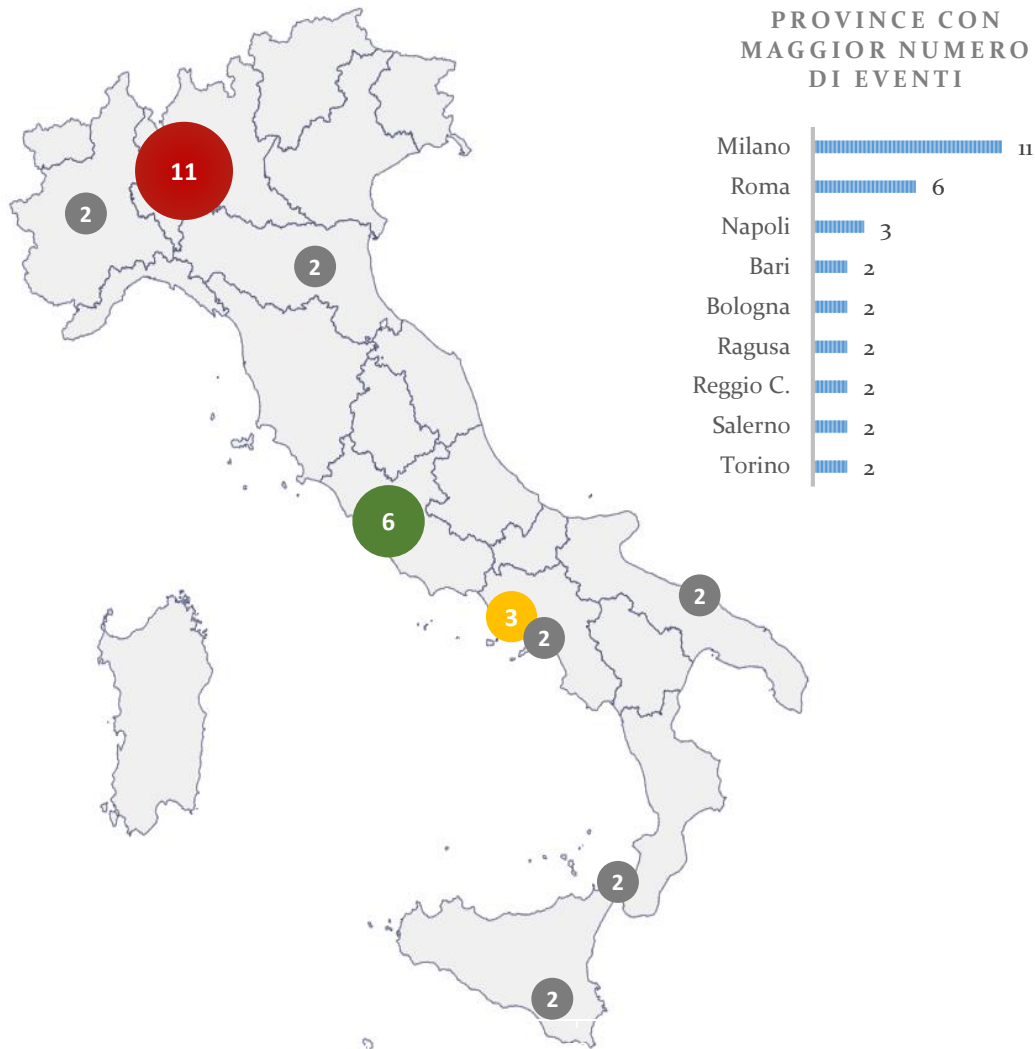 PROVINCE CON
MAGGIOR NUMERO
DI EVENTI
Milano 11
Roma 6
Napoli 3
Bari 2
Bologna 2
Ragusa 2
Reggio C. 2
Salerno 2
Torino 2
11
2
2
6
2
3
2
2
2